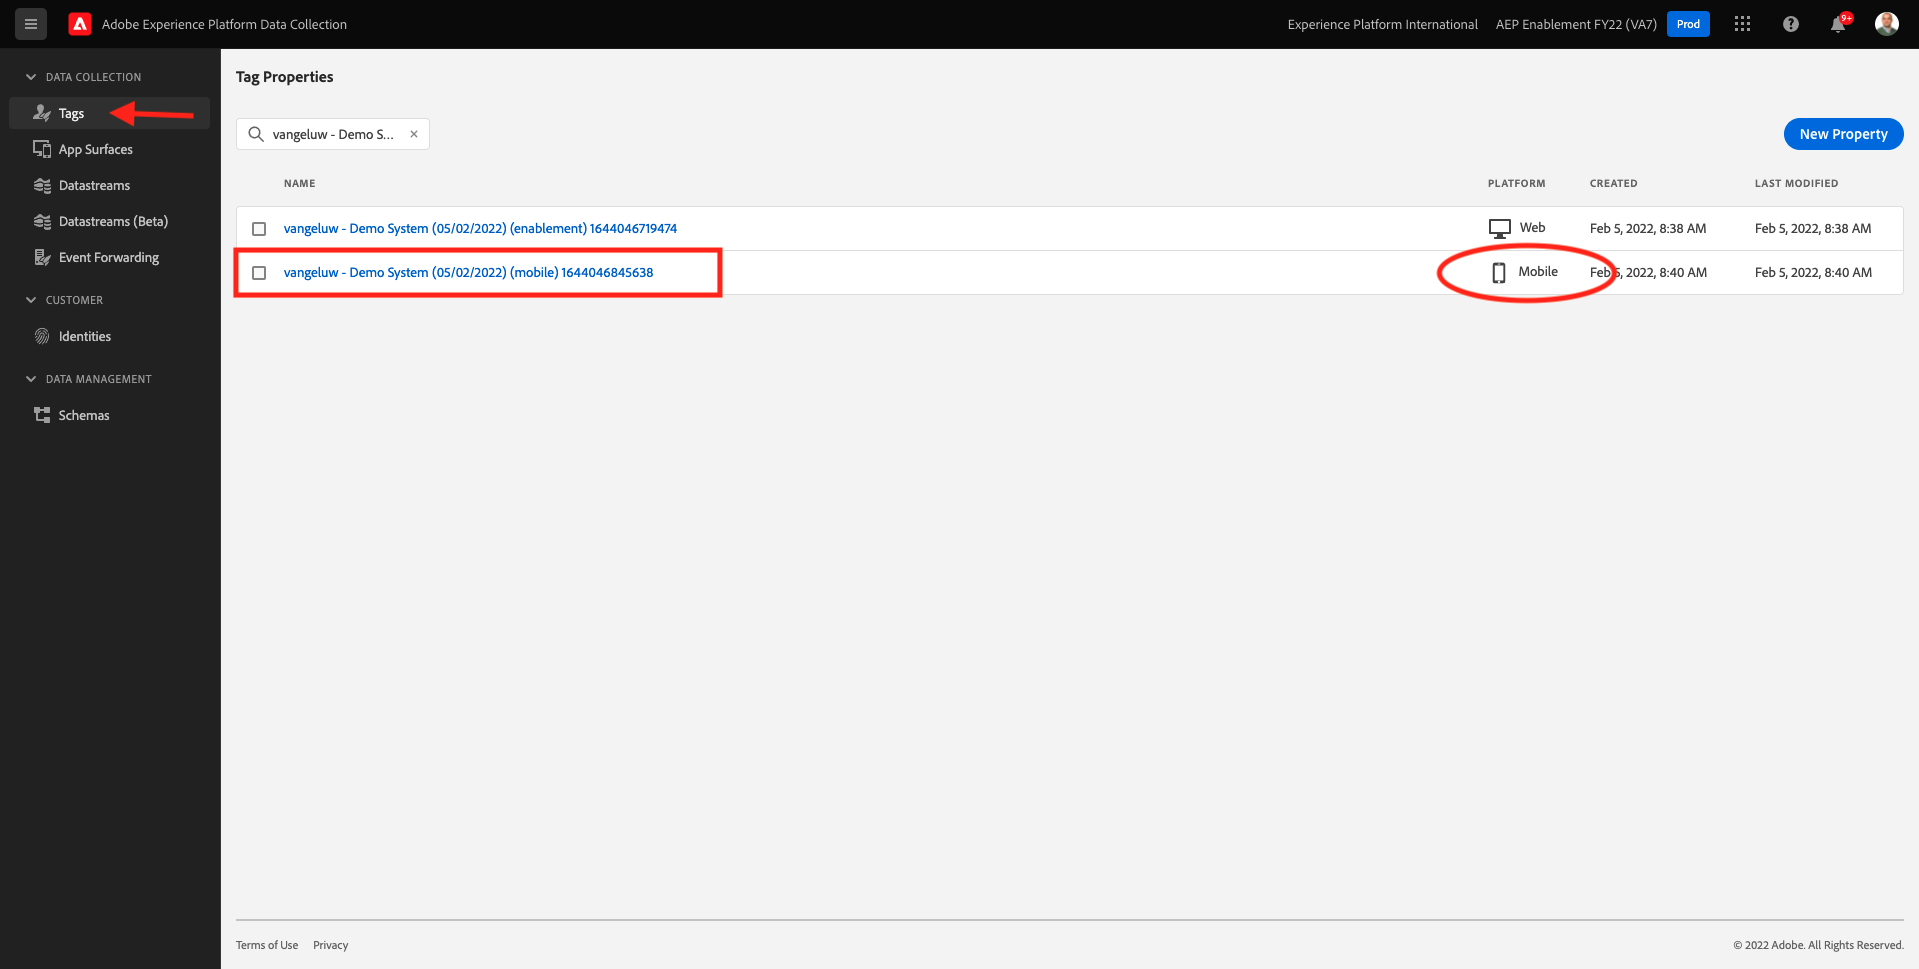 Adobe Experience Platform Data Collection
Experience Platform International
AEP Enablement FY22 (VA7)
Prod
9+
DATA COLLECTION
Tags
App Surfaces
Datastreams
Datastreams (Beta)
Event Forwarding
CUSTOMER
Identities
DATA MANAGEMENT
Schemas
Tag Properties
vangeluw - Demo S...
New Property
NAME PLATFORM CREATED LAST MODIFIED
vangeluw - Demo System (05/02/2022) (enablement) 1644046719474 Web Feb 5, 2022, 8:38 AM Feb 5, 2022, 8:38 AM
vangeluw - Demo System (05/02/2022) (mobile) 1644046845638 Mobile Feb 5, 2022, 8:40 AM Feb 5, 2022, 8:40 AM
Terms of Use Privacy
© 2022 Adobe. All Rights Reserved.